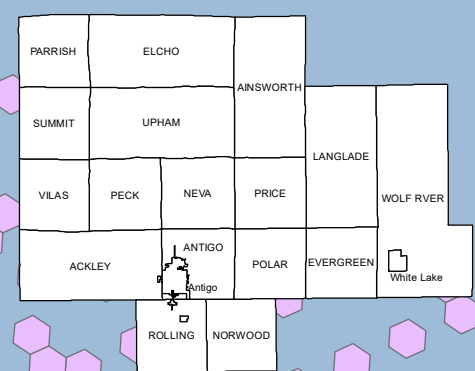 PARRISH
ELCHO
AINSWORTH
SUMMIT
UPHAM
LANGLADE
VILAS
PECK
NEVA
PRICE
WOLF RVER
ANTIGO
ACKLEY
POLAR
EVERGREEN
White Lake
Antigo
ROLLING
NORWOOD